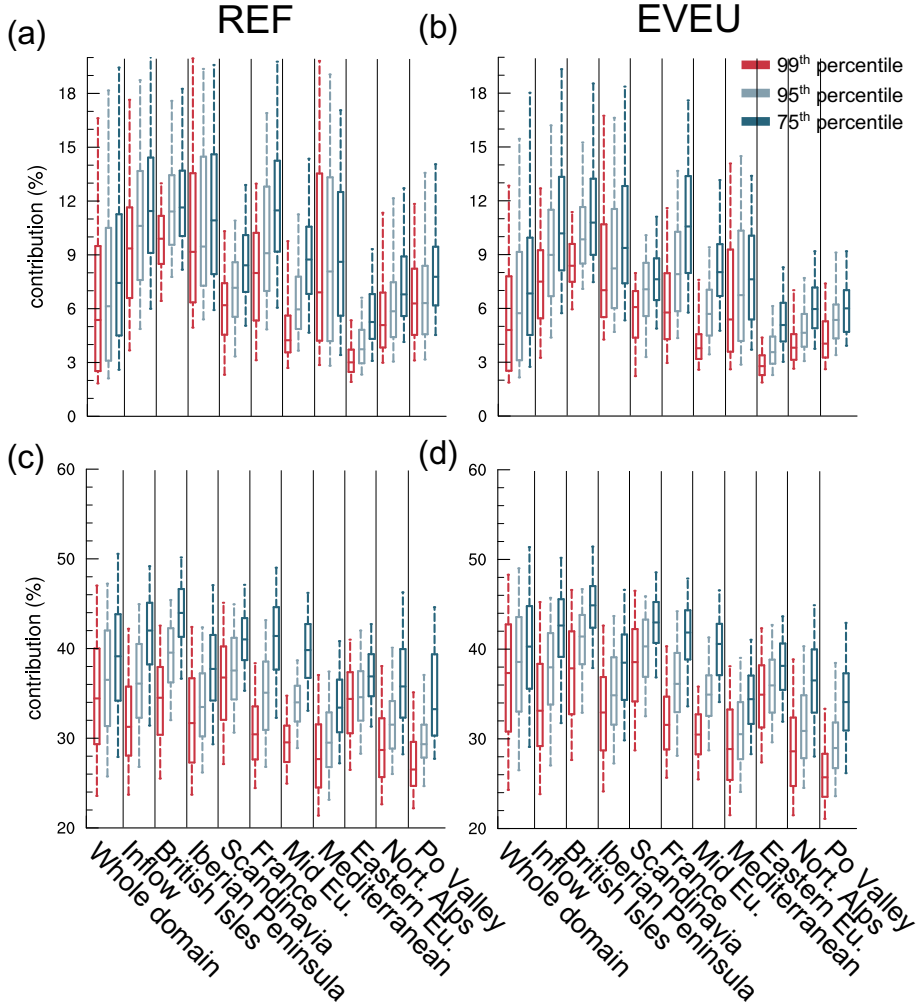 REF
EVEU
(a)
(b)
99th percentile
95th percentile
75th percentile
contribution (%)
18
15
12
9
6
3
0
18
15
12
9
6
3
0
(c)
(d)
contribution (%)
60
50
40
30
20
60
50
40
30
20
Whole domain
Inflow
British Isles
Iberian Peninsula
Scandinavia
France
Mid Eu.
Mediterranean
Eastern Eu.
Nort. Alps
Po Valley
Whole domain
Inflow
British Isles
Iberian Peninsula
Scandinavia
France
Mid Eu.
Mediterranean
Eastern Eu.
Nort. Alps
Po Valley